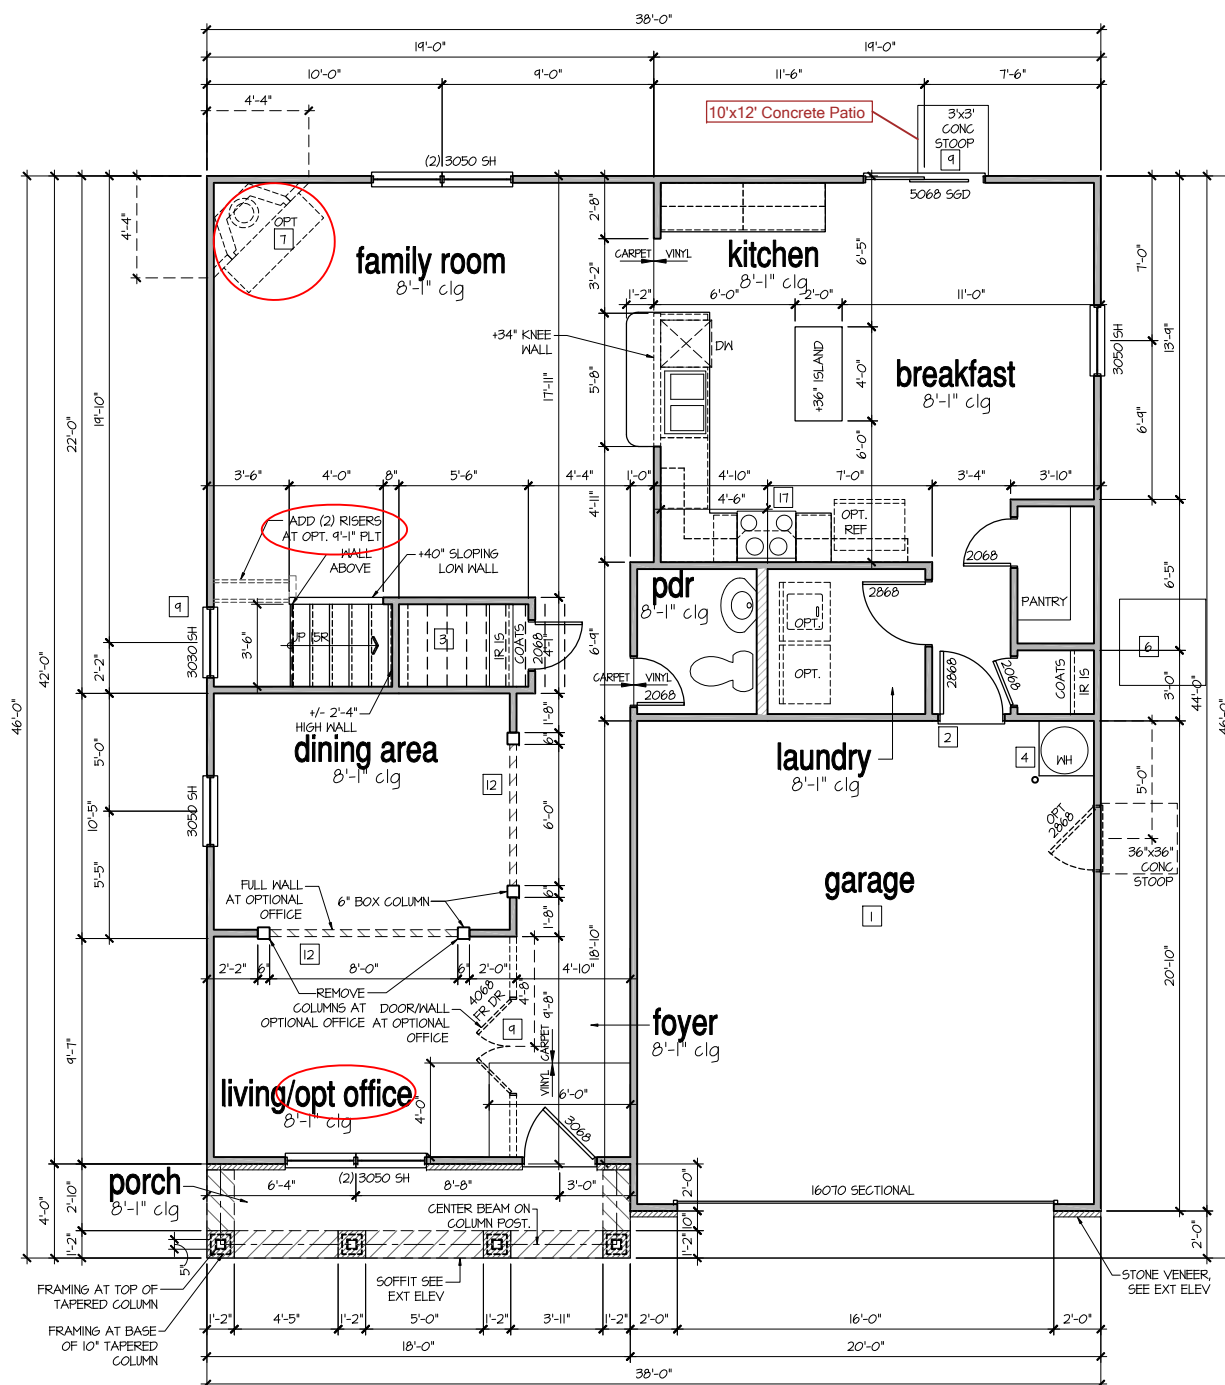 38'-0"
19'-0"
19'-0"
10'-0"
9'-0"
11'-6"
7'-6"
4'-4"
10'x12' Concrete Patio
3'x3'
CONC
STOOP
9
(2) 3050 SH
5068 SGD
4'-4"
OPT
7
family room
8'-1" clg
2'-8"
CARPET
VINYL
kitchen
8'-1" clg
6'-5"
7'-0"
3'-2"
1'-2"
6'-0"
2'-0"
11'-0"
+34" KNEE
WALL
DW
+36" ISLAND
4'-0"
3050 SH
13'-9"
breakfast
8'-1" clg
5'-8"
17'-11"
19'-10"
22'-0"
6'-9"
6'-0"
3'-6"
4'-0"
8"
5'-6"
4'-4"
1'-0"
4'-10"
7'-0"
3'-4"
3'-10"
4'-6"
17
4'-11"
OPT.
REF
ADD (2) RISERS
AT OPT. 9'-1" PLT
WALL
ABOVE
+40" SLOPING
LOW WALL
2068
6'-5"
pdr
8'-1" clg
2868
PANTRY
9
3030 SH
3'-6"
UP 15R
3
1R 1S
COATS
2068
4'-1"
6'-9"
OPT.
OPT.
6
42'-0"
46'-0"
2'-2"
CARPET
VINYL
2068
2868
2068
COATS
1R 1S
3'-0"
44'-0"
46'-0"
+/- 2'-4"
HIGH WALL
1'-8"
6"
dining area
8'-1" clg
5'-0"
12
laundry
8'-1" clg
2
4
WH
5'-0"
3050 SH
10'-5"
6'-0"
OPT
2868
36"x36"
CONC
STOOP
5'-5"
FULL WALL
AT OPTIONAL
OFFICE
6" BOX COLUMN
6"
1'-8"
garage
1
12
18'-10"
2'-2"
6"
8'-0"
6"
2'-0"
4'-10"
REMOVE
COLUMNS AT
OPTIONAL OFFICE
DOOR/WALL
AT OPTIONAL
OFFICE
4068
FR DR
4'-8"
9
9'-8"
CARPET
VINYL
foyer
8'-1" clg
20'-10"
9'-7"
living/opt office
8'-1" clg
4'-0"
6'-0"
3068
porch
8'-1" clg
(2) 3050 SH
6'-4"
8'-8"
3'-0"
16070 SECTIONAL
4'-0"
2'-10"
1'-2"
CENTER BEAM ON
COLUMN POST.
2'-0"
10"
1'-2"
2'-0"
5"
FRAMING AT TOP OF
TAPERED COLUMN
SOFFIT SEE
EXT ELEV
STONE VENEER,
SEE EXT ELEV
FRAMING AT BASE
OF 10" TAPERED
COLUMN
1'-2"
4'-5"
1'-2"
5'-0"
1'-2"
3'-11"
1'-2"
2'-0"
16'-0"
2'-0"
18'-0"
20'-0"
38'-0"